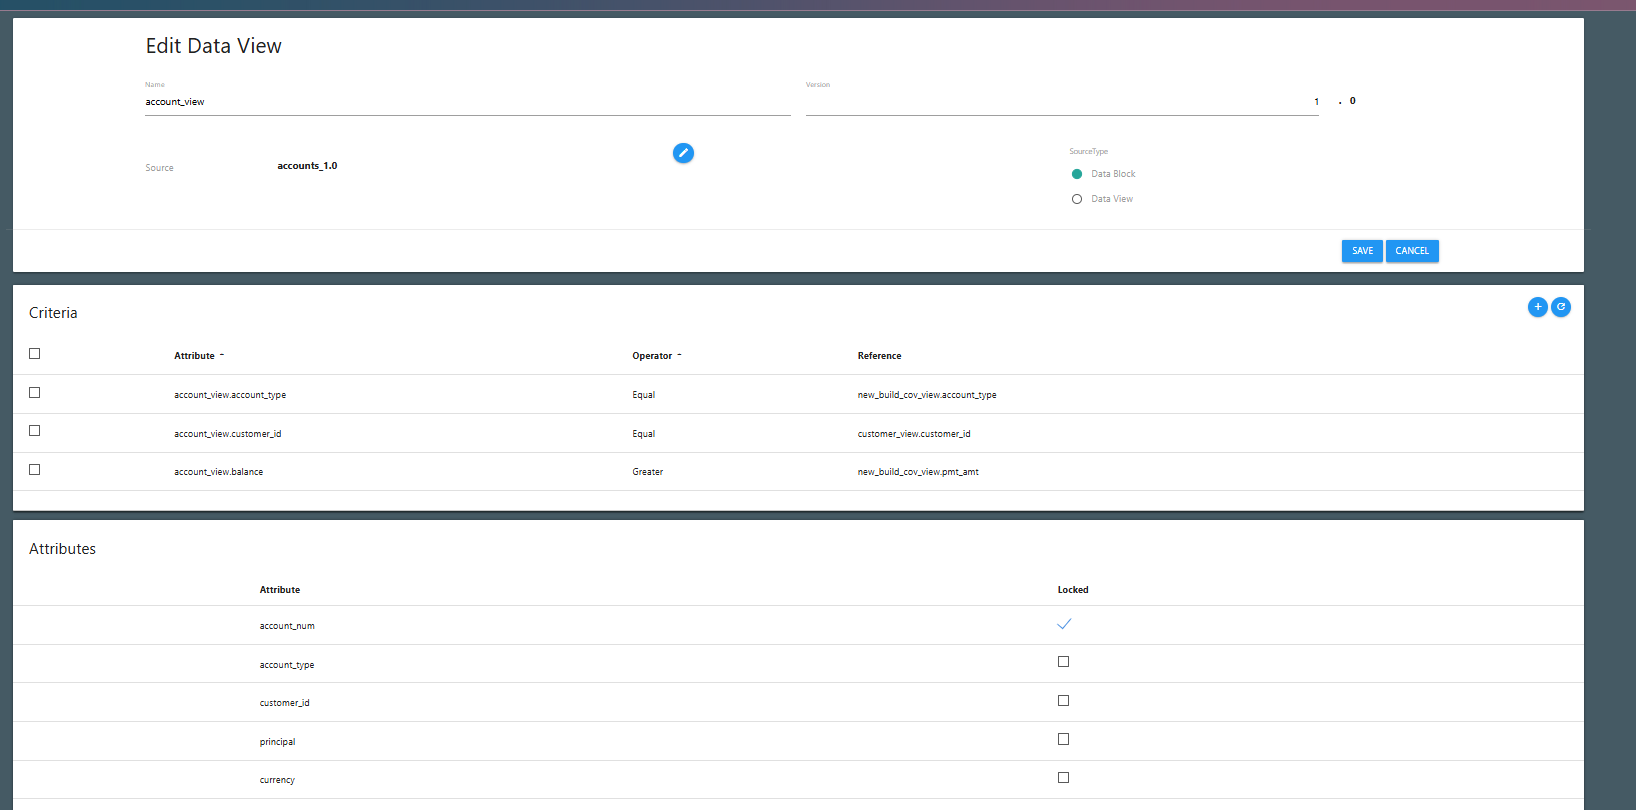 Edit Data View
Name
Version
account_view
1 . 0
Source
accounts_1.0
SourceType
Data Block
Data View
SAVE
CANCEL
Criteria
Attribute
Operator
Reference
account_view.account_type Equal new_build_cov_view.account_type
account_view.customer_id Equal customer_view.customer_id
account_view.balance Greater new_build_cov_view.pmt_amt
Attributes
Attribute Locked
account_num
account_type
customer_id
principal
currency